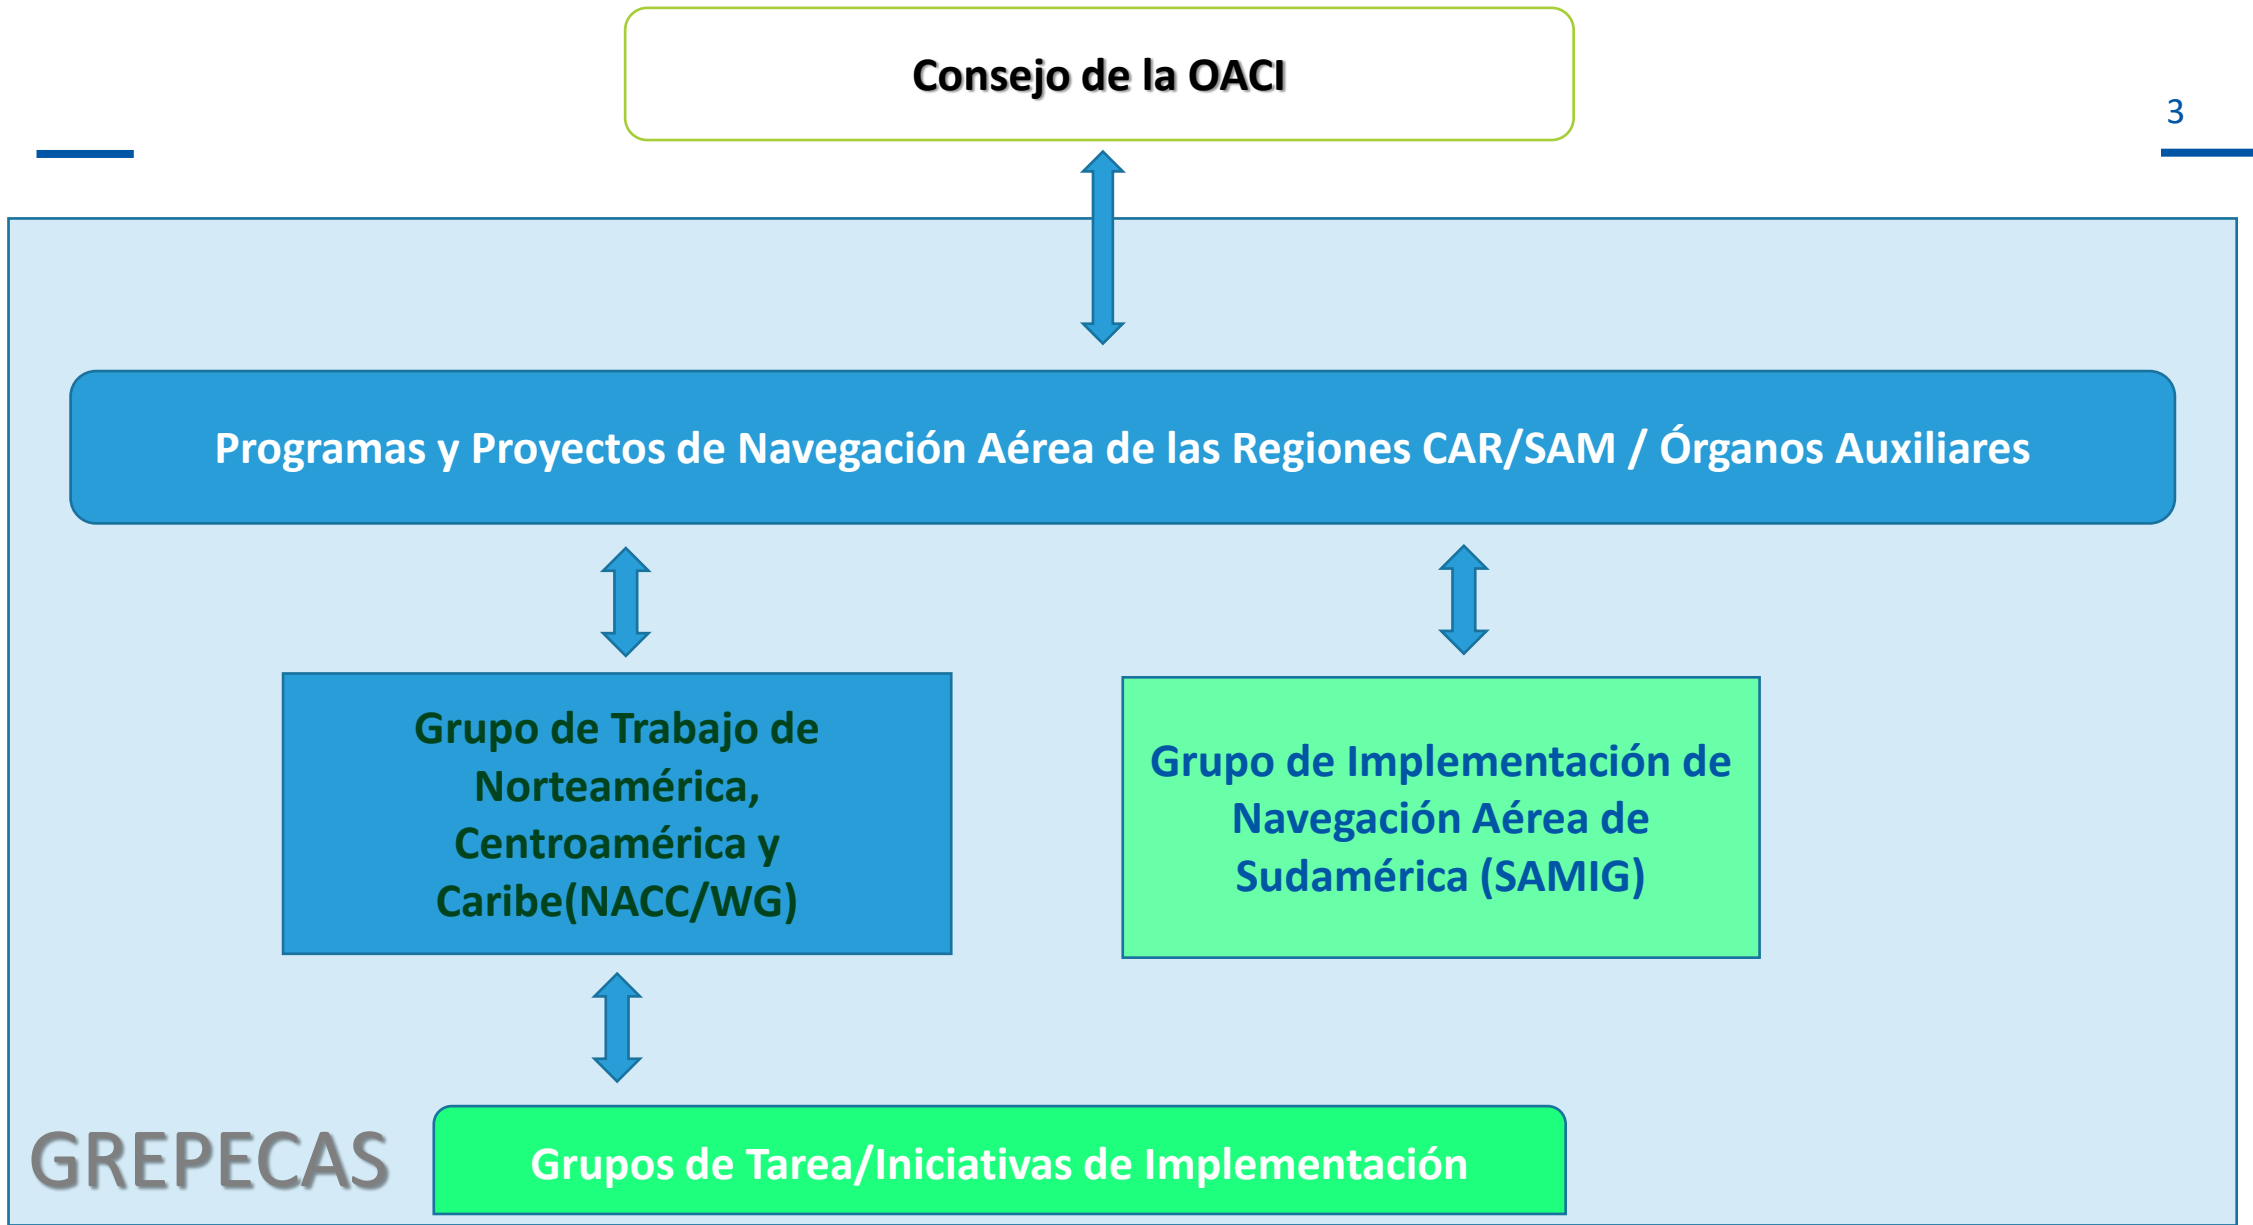 Consejo de la OACI
3
Programas y Proyectos de Navegación Aérea de las Regiones CAR/SAM / Órganos Auxiliares
Grupo de Trabajo de
Norteamérica,
Centroamérica y
Caribe(NACC/WG)
Grupo de Implementación de
Navegación Aérea de
Sudamérica (SAMIG)
GREPECAS
Grupos de Tarea/Iniciativas de Implementación